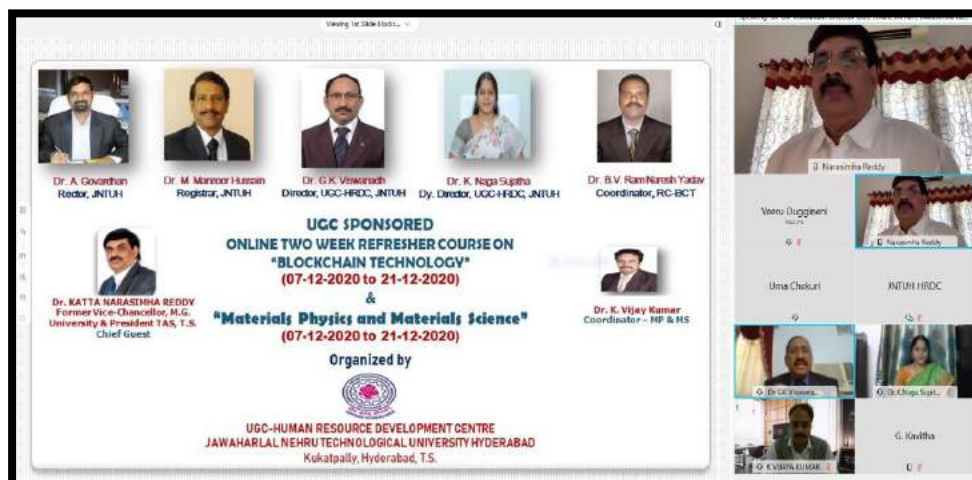 Viewing 1st Slide Blocks...
Dr. A. Govardhan
Rector, JNTUH
Dr. M. Manzoor Hussain
Registrar, JNTUH
Dr. G.K. Viswanadh
Director, UGC-HRDC, JNTUH
Dr. K. Naga Sujatha
Dy. Director, UGC-HRDC, JNTUH
Dr. B.V. Ram Naresh Yadav
Coordinator, RC-BCT
UGC SPONSORED
ONLINE TWO WEEK REFRESHER COURSE ON
"BLOCKCHAIN TECHNOLOGY"
(07-12-2020 to 21-12-2020)
&
"Materials Physics and Materials Science"
(07-12-2020 to 21-12-2020)
Dr. KATTA NARASIMHA REDDY
Former Vice-Chancellor, M.G.
University & President TAS, T.S.
Chief Guest
Dr. K. Vijay Kumar
Coordinator – MP & MS
Organized by
UGC-HUMAN RESOURCE DEVELOPMENT CENTRE
JAWAHARLAL NEHRU TECHNOLOGICAL UNIVERSITY HYDERABAD
Kukatpally, Hyderabad, T.S.
Narasimha Reddy
Veeru Duggineni
Narasimha Reddy
Uma Chekuri
JNTUH HRDC
K VIJAYA KUMAR
G. Kavitha